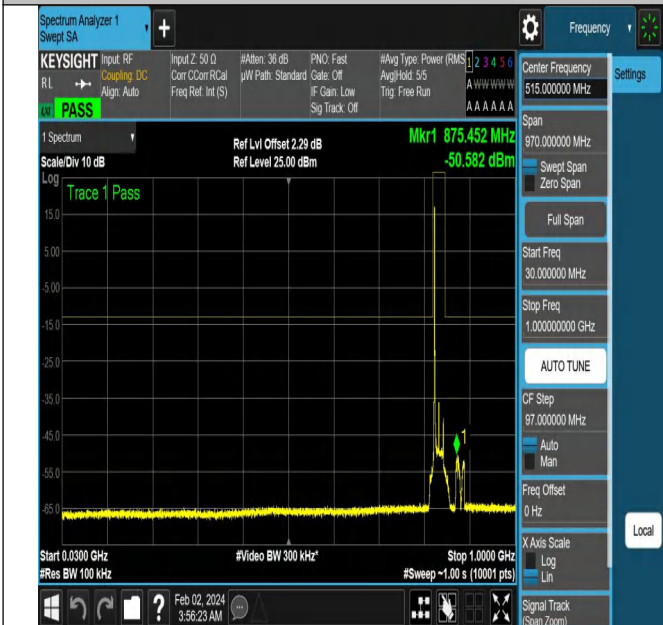 Spectrum Analyzer 1
Swept SA
Frequency
KEYSIGHT
RL
LXI
PASS
Input: RF
Coupling: DC
Align: Auto
Input Z: 50 Ω
Corr CCorr RCal
Freq Ref: Int (S)
#Atten: 36 dB
µW Path: Standard
PNO: Fast
Gate: Off
IF Gain: Low
Sig Track: Off
#Avg Type: Power (RMS
Avg|Hold: 5/5
Trig: Free Run
1 2 3 4 5 6
A W W W W W
A A A A A A
1 Spectrum
Scale/Div 10 dB
Log
Ref Lvl Offset 2.29 dB
Ref Level 25.00 dBm
Mkr1 875.452 MHz
-50.582 dBm
Trace 1 Pass
15.0
5.00
-5.00
-15.0
-25.0
-35.0
-45.0
-55.0
-65.0
1
Start 0.0300 GHz
#Res BW 100 kHz
#Video BW 300 kHz*
Stop 1.0000 GHz
#Sweep ~1.00 s (10001 pts)
Feb 02, 2024
3:56:23 AM
Center Frequency
515.000000 MHz
Span
970.000000 MHz
Swept Span
Zero Span
Full Span
Start Freq
30.000000 MHz
Stop Freq
1.000000000 GHz
AUTO TUNE
CF Step
97.000000 MHz
Auto
Man
Freq Offset
0 Hz
X Axis Scale
Log
Lin
Signal Track
(Span Zoom)
Settings
Local